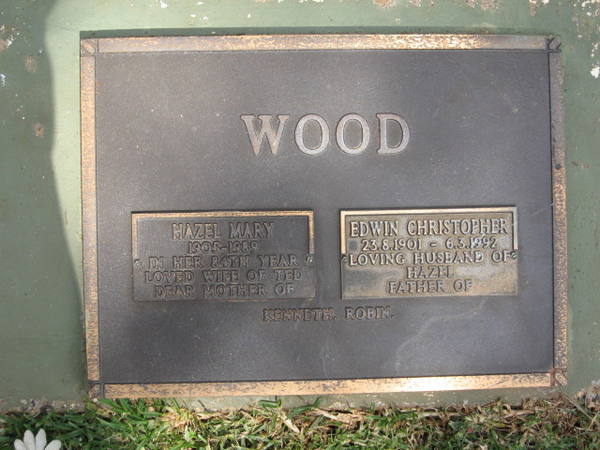 WOOD
HAZEL MARY
1905-1989
IN HER 84TH YEAR
LOVED WIFE OF TED
DEAR MOTHER OF
EDWIN CHRISTOPHER
23.8.1901 - 6.3.1992
LOVING HUSBAND OF
HAZEL
FATHER OF
KENNETH. ROBIN.